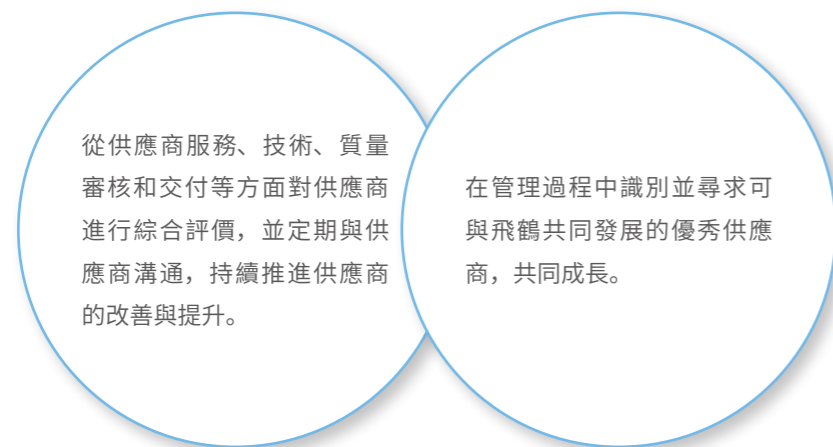 從供應商服務、技術、質量
審核和交付等方面對供應商
進行綜合評價，並定期與供
應商溝通，持續推進供應商
的改善與提升。
在管理過程中識別並尋求可
與飛鶴共同發展的優秀供應
商，共同成長。